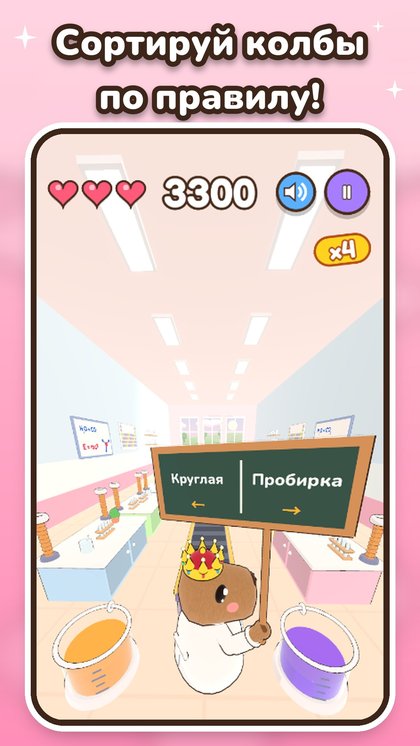 Сортируй колбы
по правилу!
3300
x4
Круглая
Пробирка
←
→